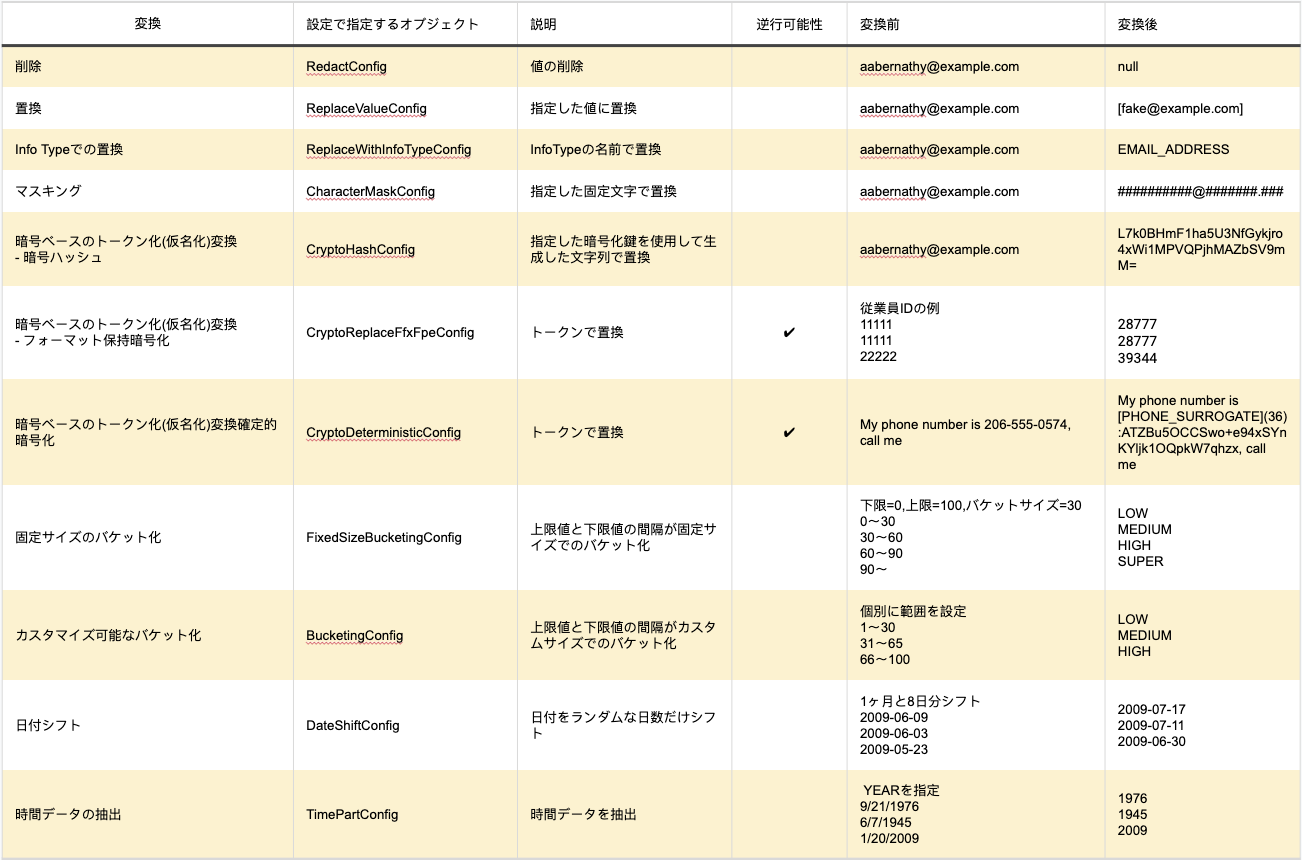 変換 設定で指定するオブジェクト 説明 逆行可能性 変換前 変換後
削除 RedactConfig 値の削除 aabernathy@example.com null
置換 ReplaceValueConfig 指定した値に置換 aabernathy@example.com [fake@example.com]
Info Typeでの置換 ReplaceWithInfoTypeConfig InfoTypeの名前で置換 aabernathy@example.com EMAIL_ADDRESS
マスキング CharacterMaskConfig 指定した固定文字で置換 aabernathy@example.com ##########@#######.###
暗号ベースのトークン化(仮名化)変換
- 暗号ハッシュ
CryptoHashConfig
指定した暗号化鍵を使用して生
成した文字列で置換
aabernathy@example.com
L7k0BHmF1ha5U3NfGykjro
4xWi1MPVQPjhMAZbSV9m
M=
暗号ベースのトークン化(仮名化)変換
- フォーマット保持暗号化
CryptoReplaceFfxFpeConfig
トークンで置換
✔
従業員IDの例
11111
11111
22222
28777
28777
39344
暗号ベースのトークン化(仮名化)変換確定的
暗号化
CryptoDeterministicConfig
トークンで置換
✔
My phone number is 206-555-0574,
call me
My phone number is
[PHONE_SURROGATE](36)
:ATZBu5OCCSwo+e94xSYn
KYljk1OQpkW7qhzx, call
me
固定サイズのバケット化
FixedSizeBucketingConfig
上限値と下限値の間隔が固定サ
イズでのバケット化
下限=0,上限=100,バケットサイズ=30
0〜30
30〜60
60〜90
90〜
LOW
MEDIUM
HIGH
SUPER
カスタマイズ可能なバケット化
BucketingConfig
上限値と下限値の間隔がカスタ
ムサイズでのバケット化
個別に範囲を設定
1〜30
31〜65
66〜100
LOW
MEDIUM
HIGH
日付シフト
DateShiftConfig
日付をランダムな日数だけシフ
ト
1ヶ月と8日分シフト
2009-06-09
2009-06-03
2009-05-23
2009-07-17
2009-07-11
2009-06-30
時間データの抽出
TimePartConfig
時間データを抽出
YEARを指定
9/21/1976
6/7/1945
1/20/2009
1976
1945
2009